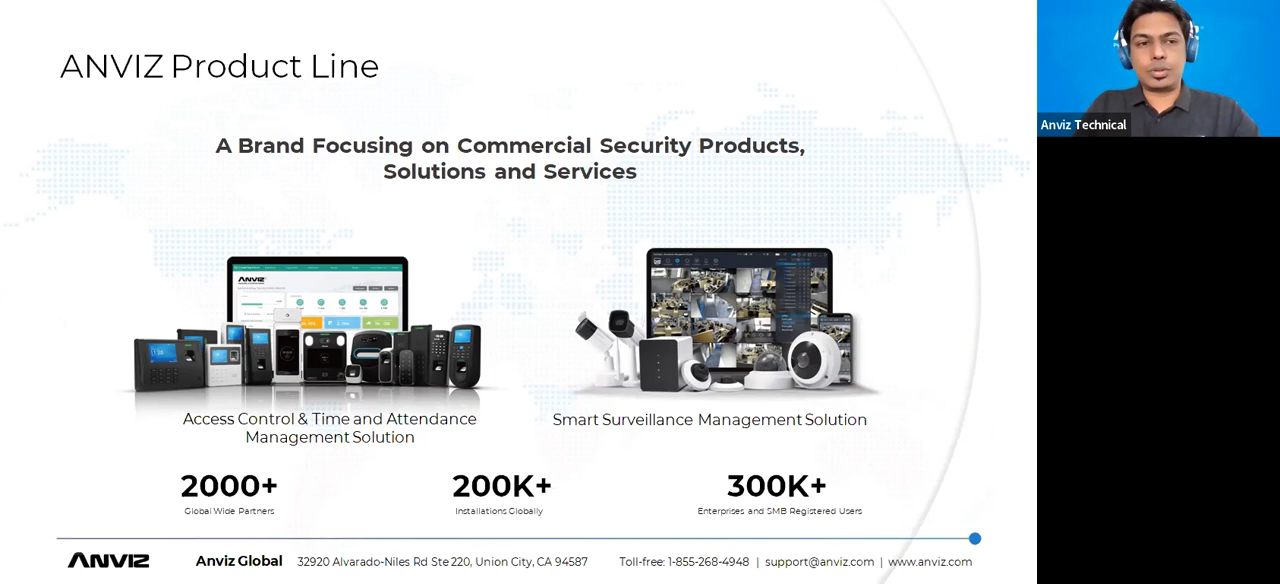 ANVIZ Product Line
A Brand Focusing on Commercial Security Products,
Solutions and Services
ANVIZ
Access Control & Time and Attendance
Management Solution
Smart Surveillance Management Solution
2000+
Global Wide Partners
200K+
Installations Globally
300K+
Enterprises and SMB Registered Users
ANVIZ
Anviz Global
32920 Alvarado-Niles Rd Ste 220, Union City, CA 94587
Toll-free: 1-855-268-4948 | support@anviz.com | www.anviz.com
Anviz Technical